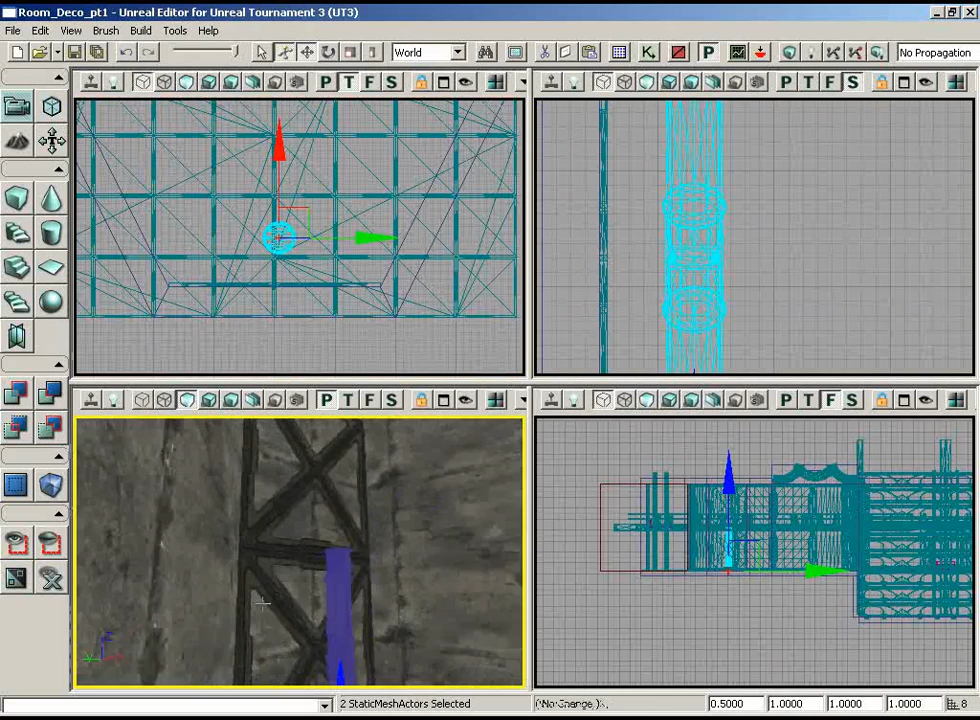 Room_Deco_pt1 - Unreal Editor for Unreal Tournament 3 (UT3)
File Edit View Brush Build Tools Help
World No Propagation
P T F S P T F S
P T F S P T F S
2 StaticMeshActors Selected 0.5000 1.0000 1.0000 1.0000 8